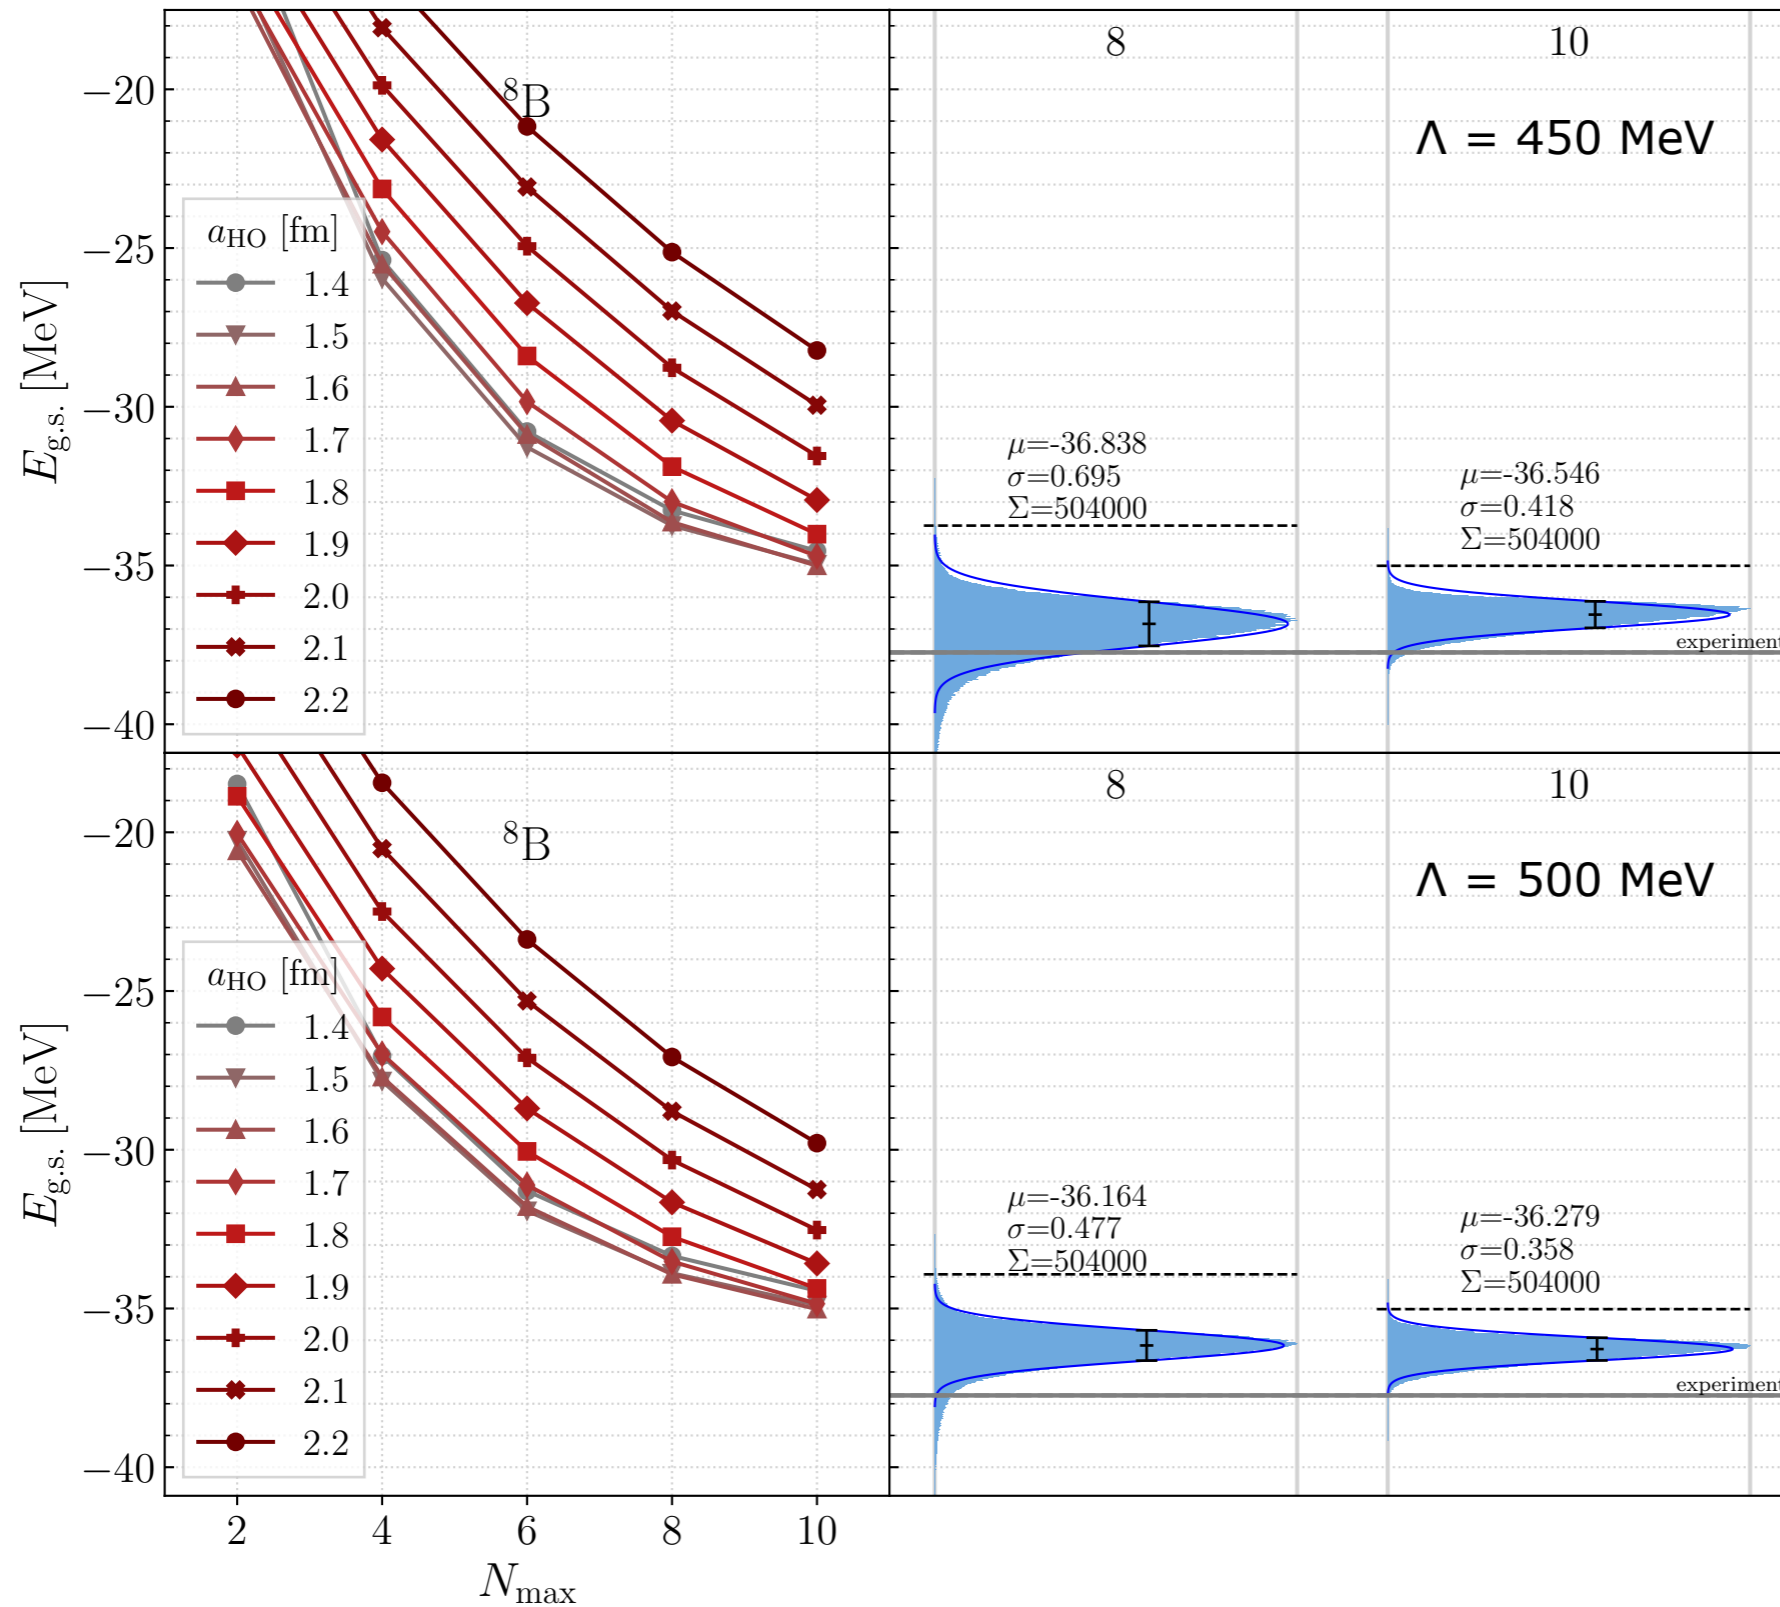 8
10
−20
−25
−30
−35
−40
E_g.s. [MeV]
⁸B
Λ = 450 MeV
a_HO [fm]
1.4
1.5
1.6
1.7
1.8
1.9
2.0
2.1
2.2
μ=-36.838
σ=0.695
Σ=504000
μ=-36.546
σ=0.418
Σ=504000
experiment
8
10
−20
−25
−30
−35
−40
E_g.s. [MeV]
⁸B
Λ = 500 MeV
a_HO [fm]
1.4
1.5
1.6
1.7
1.8
1.9
2.0
2.1
2.2
μ=-36.164
σ=0.477
Σ=504000
μ=-36.279
σ=0.358
Σ=504000
experiment
2 4 6 8 10
N_max